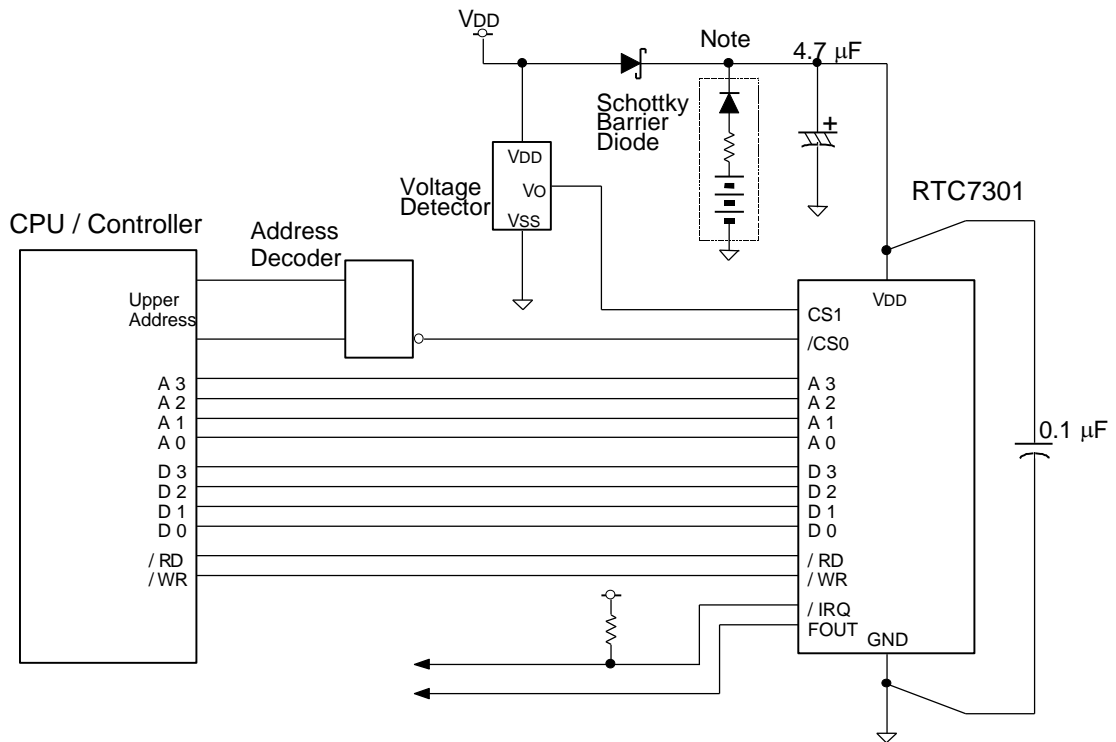 VDD
Note
4.7 μF
+
Schottky
Barrier
Diode
VDD
VO
VSS
Voltage
Detector
RTC7301
CPU / Controller
Address
Decoder
Upper
Address
VDD
CS1
/CS0
A 3
A 2
A 1
A 0
D 3
D 2
D 1
D 0
/ RD
/ WR
A 3
A 2
A 1
A 0
D 3
D 2
D 1
D 0
/ RD
/ WR
/ IRQ
FOUT
GND
0.1 μF